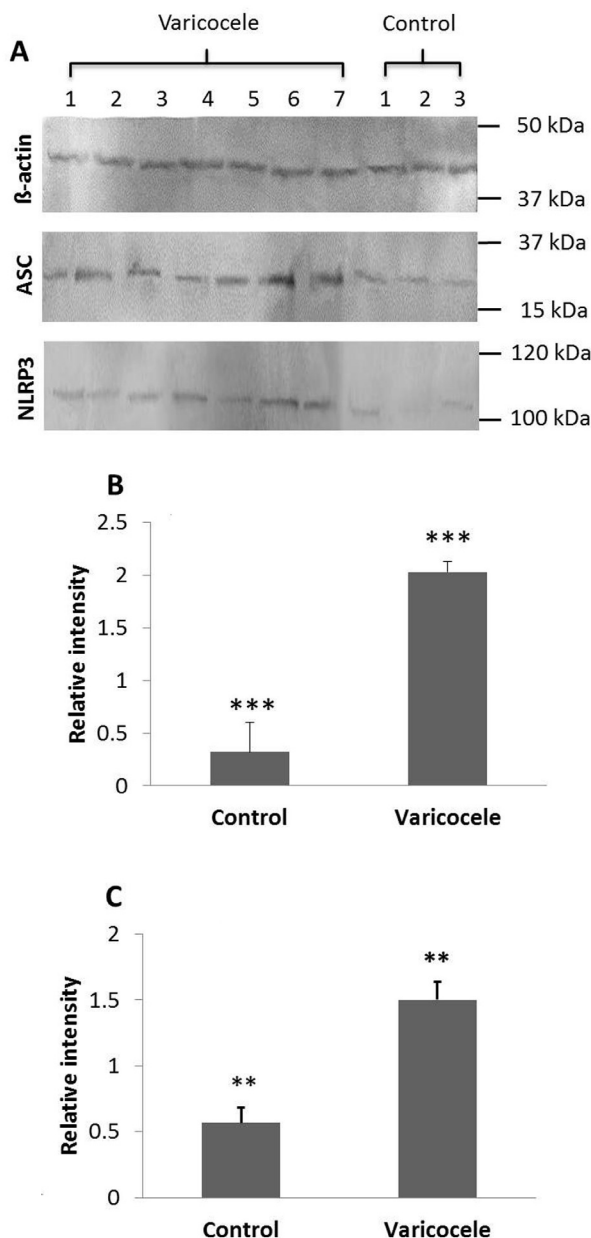 Varicocele Control
A
1 2 3 4 5 6 7 1 2 3
ß-actin
50 kDa
37 kDa
ASC
37 kDa
15 kDa
NLRP3
120 kDa
100 kDa
B
Relative intensity
2.5
2
1.5
1
0.5
0
***
***
Control Varicocele
C
Relative intensity
2
1.5
1
0.5
0
**
**
Control Varicocele